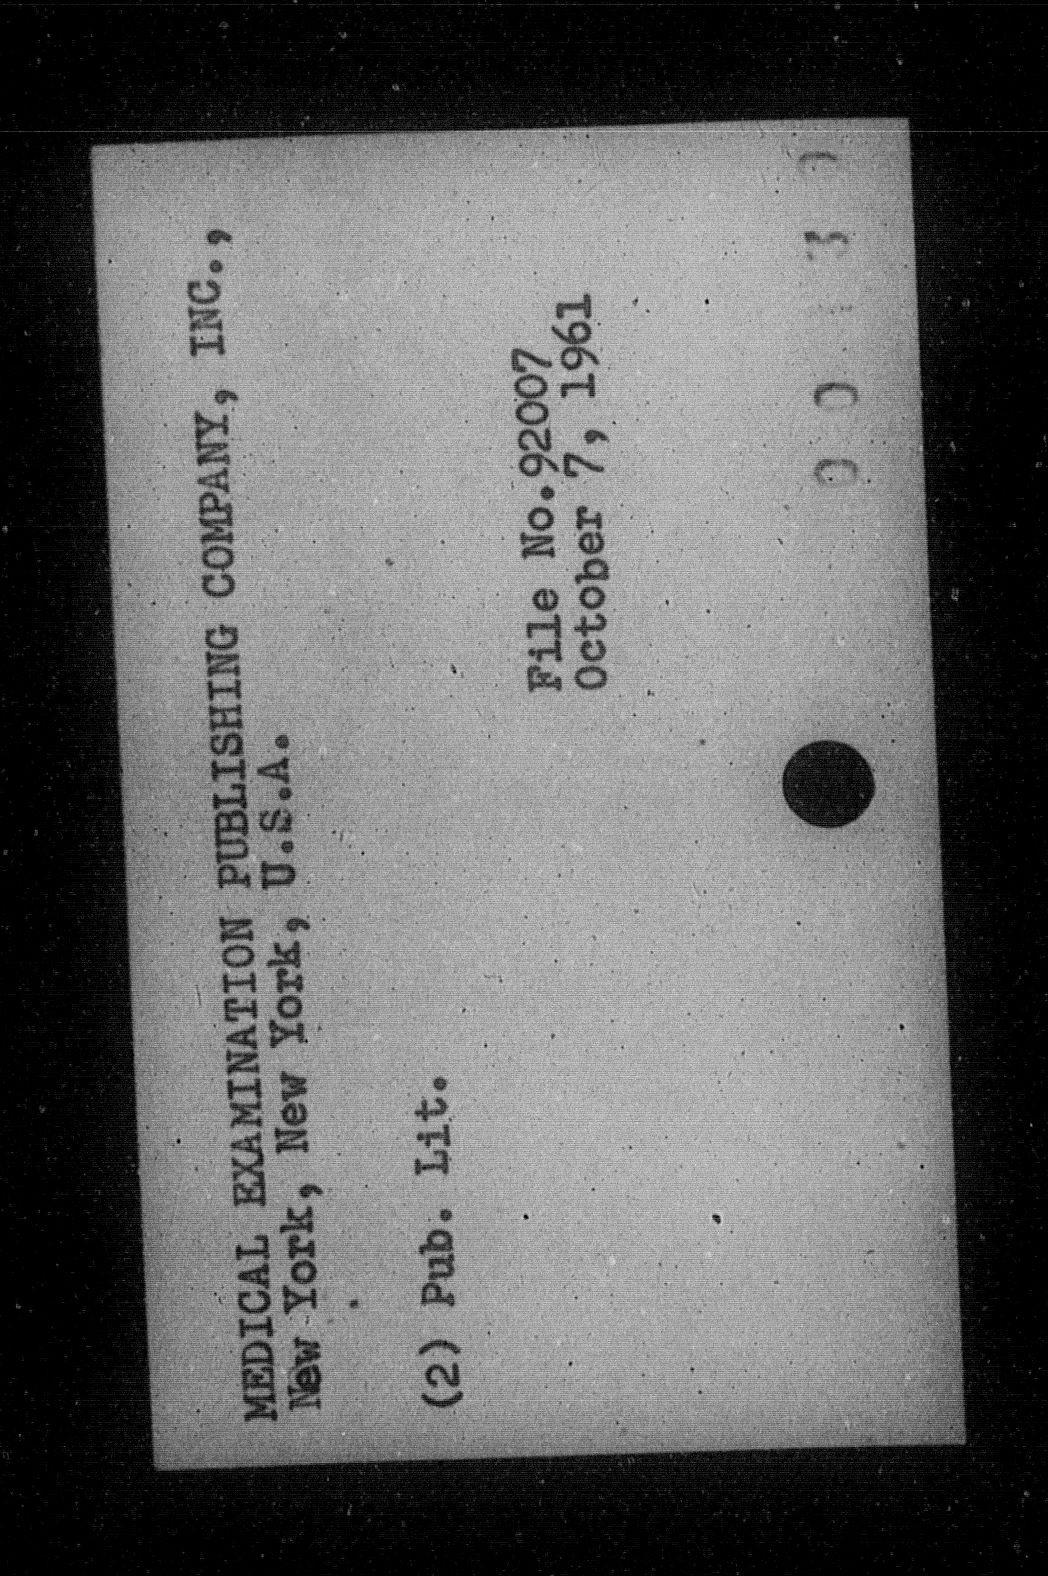 MEDICAL EXAMINATION PUBLISHING COMPANY, INC.,
New York, New York, U.S.A.
(2) Pub. Lit.
File No.92007
October 7, 1961